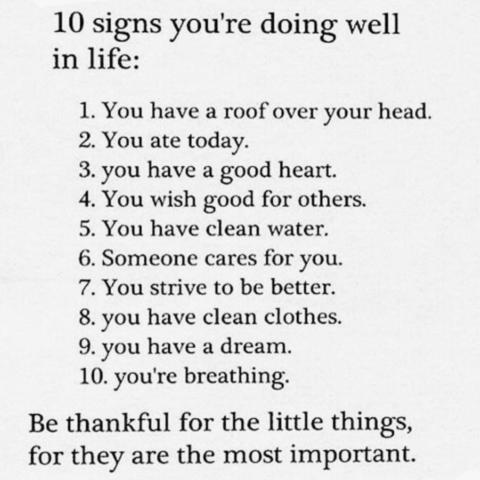 10 signs you're doing well
in life:
1. You have a roof over your head.
2. You ate today.
3. you have a good heart.
4. You wish good for others.
5. You have clean water.
6. Someone cares for you.
7. You strive to be better.
8. you have clean clothes.
9. you have a dream.
10. you're breathing.
Be thankful for the little things,
for they are the most important.